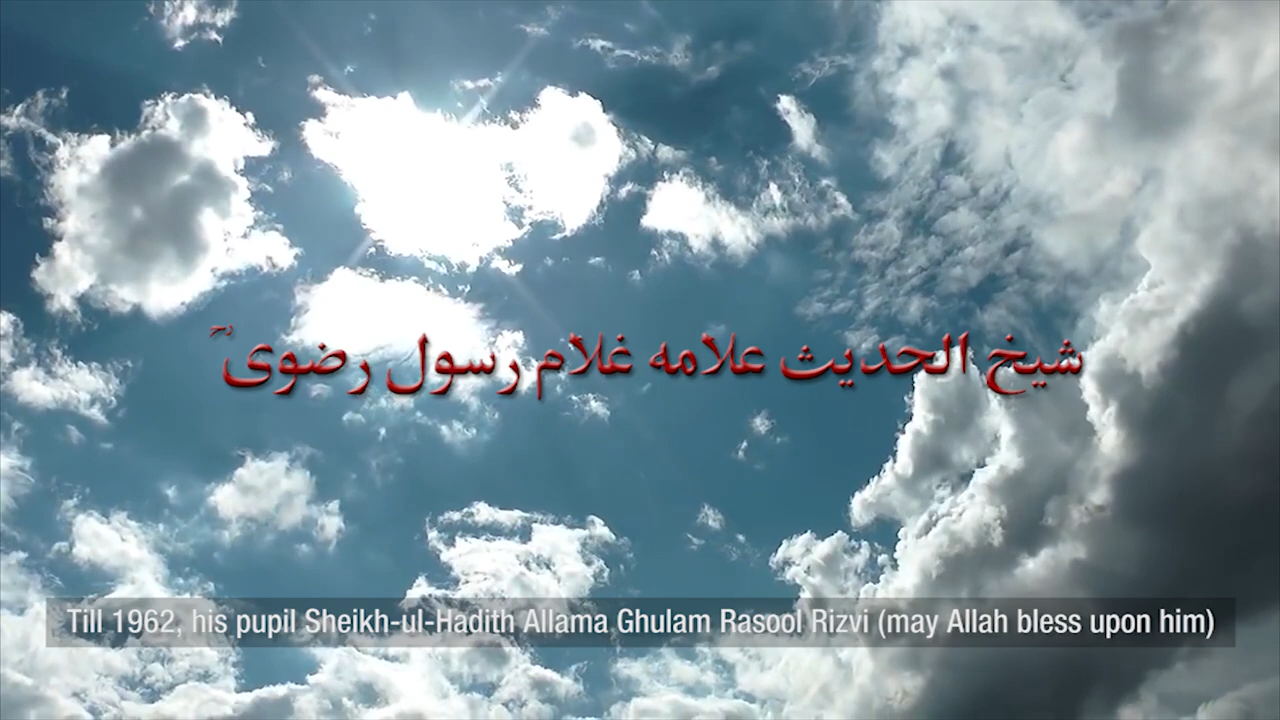 شیخ الحدیث علامه غلام رسول رضوی ؒ
Till 1962, his pupil Sheikh-ul-Hadith Allama Ghulam Rasool Rizvi (may Allah bless upon him)